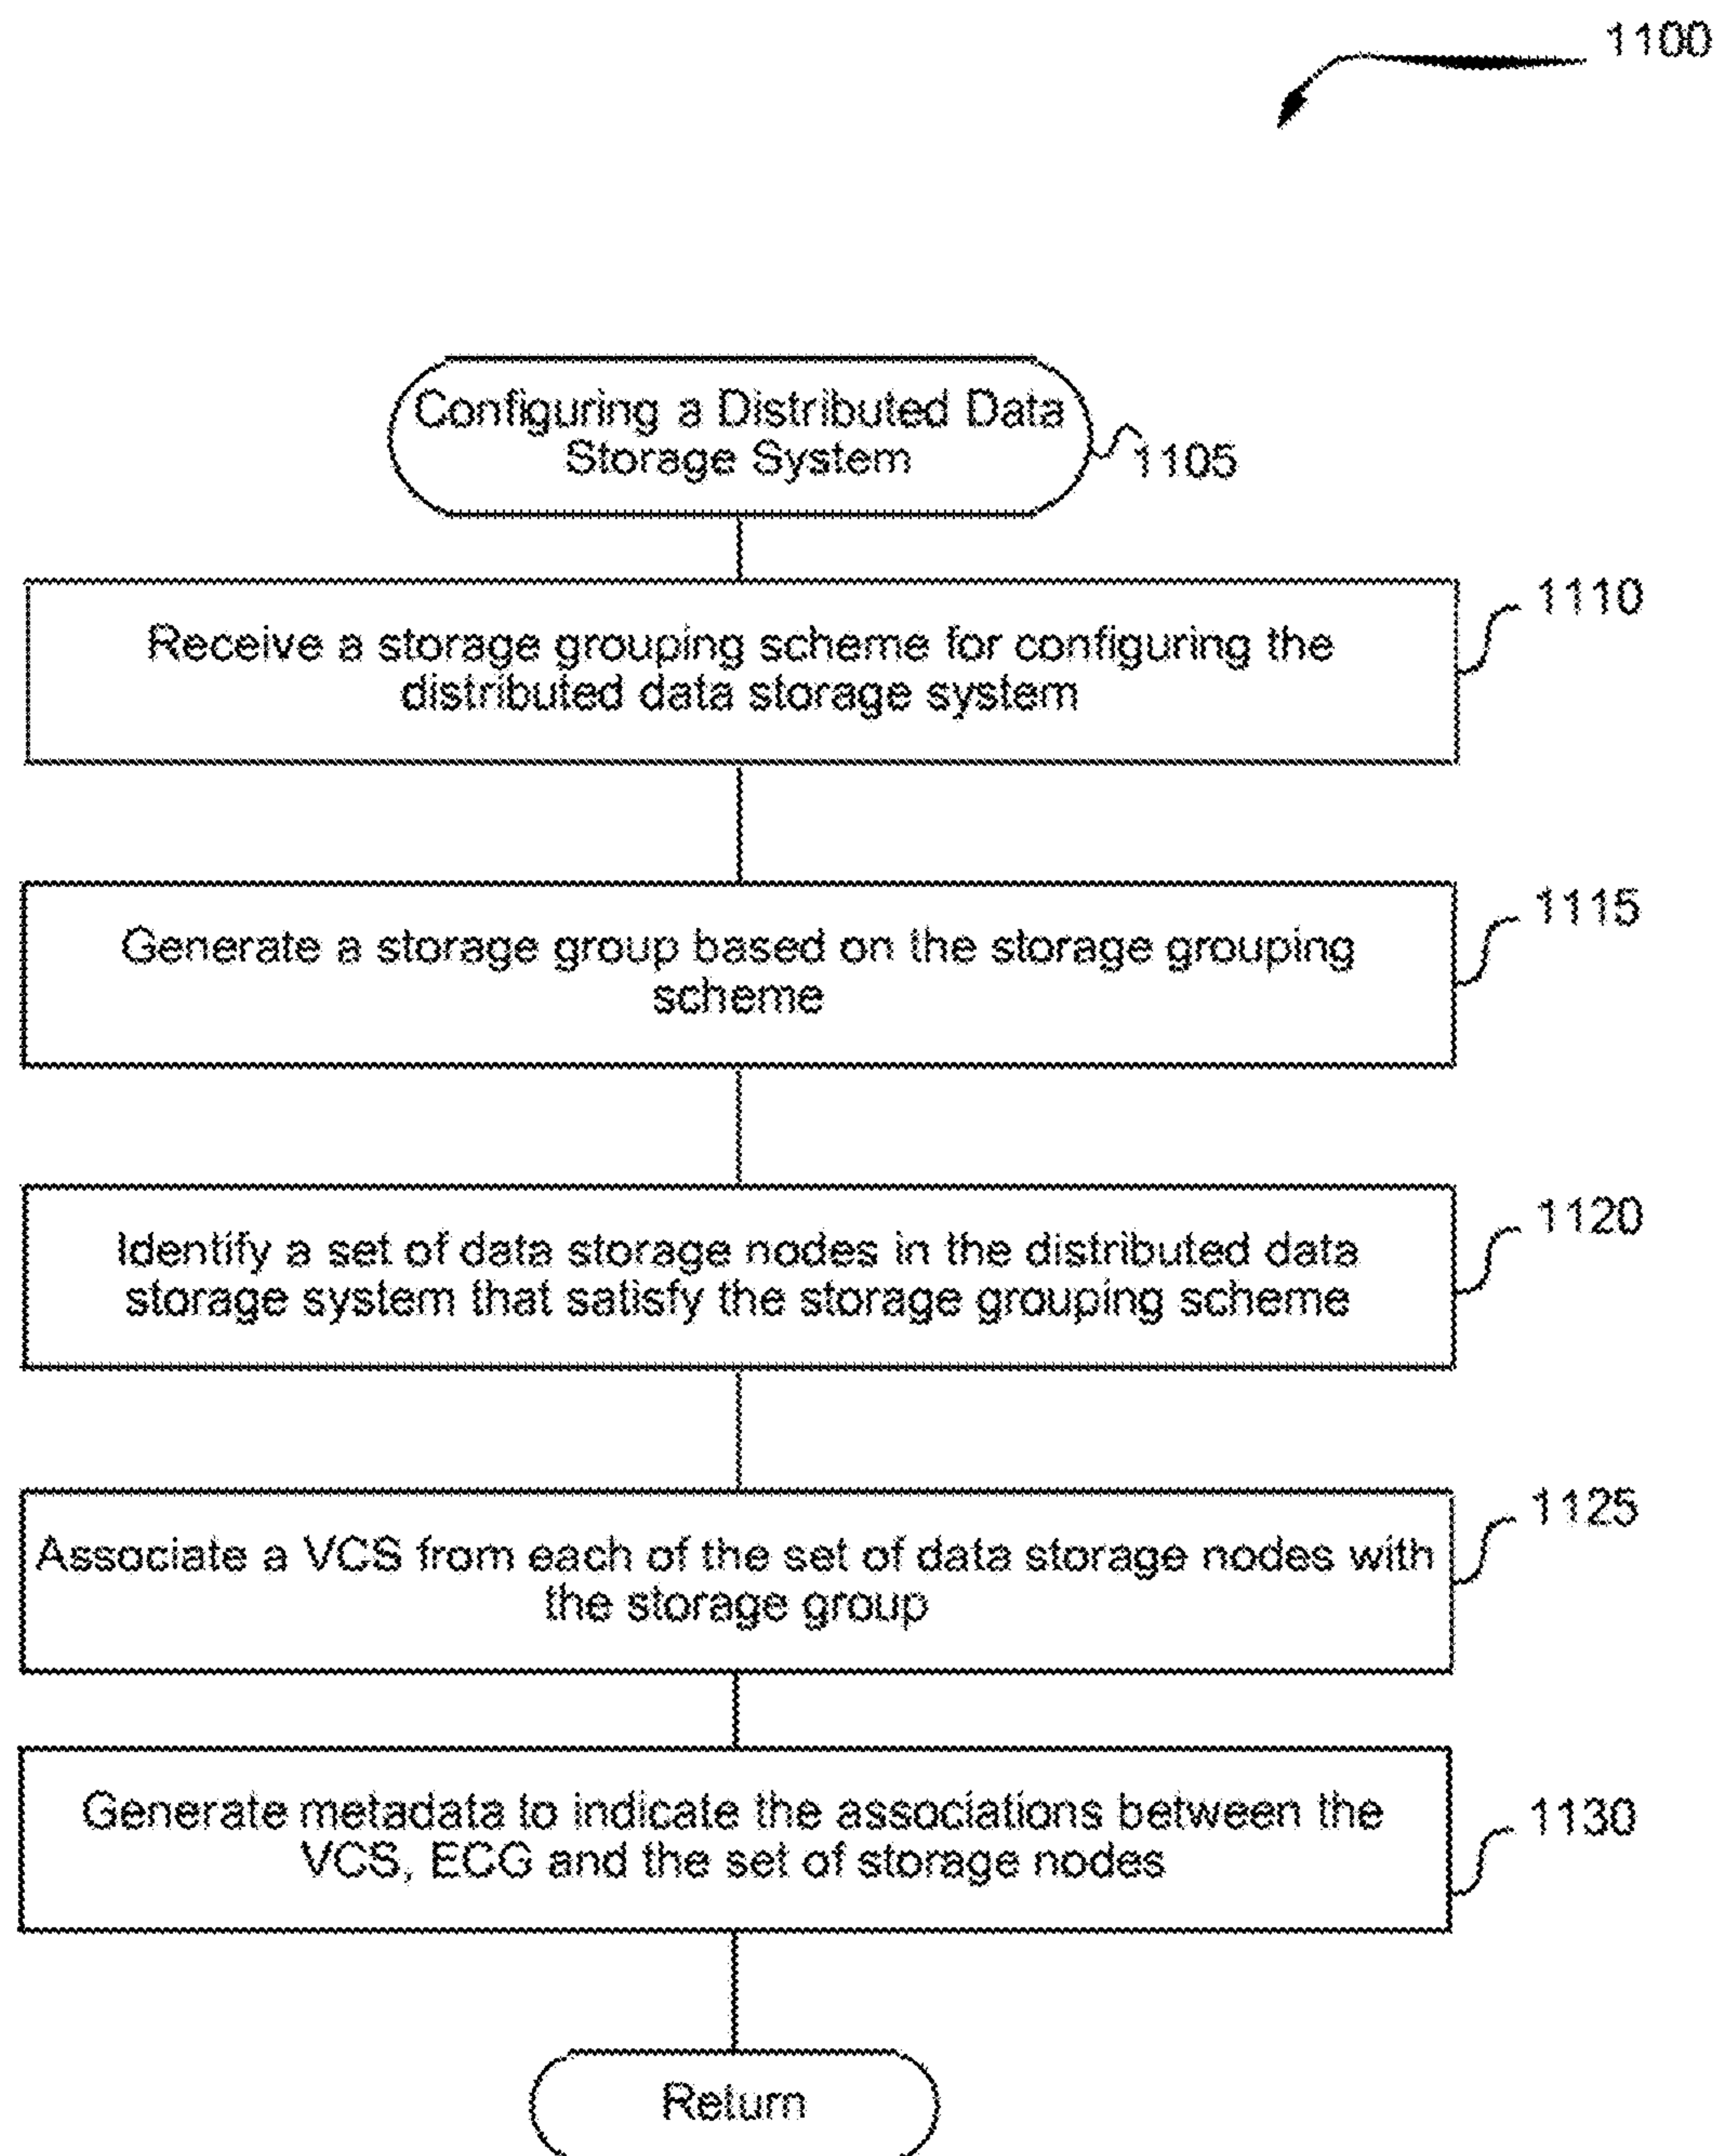 1100
Configuring a Distributed Data
Storage System
1105
1110
Receive a storage grouping scheme for configuring the
distributed data storage system
1115
Generate a storage group based on the storage grouping
scheme
1120
Identify a set of data storage nodes in the distributed data
storage system that satisfy the storage grouping scheme
1125
Associate a VCS from each of the set of data storage nodes with
the storage group
1130
Generate metadata to indicate the associations between the
VCS, ECG and the set of storage nodes
Return